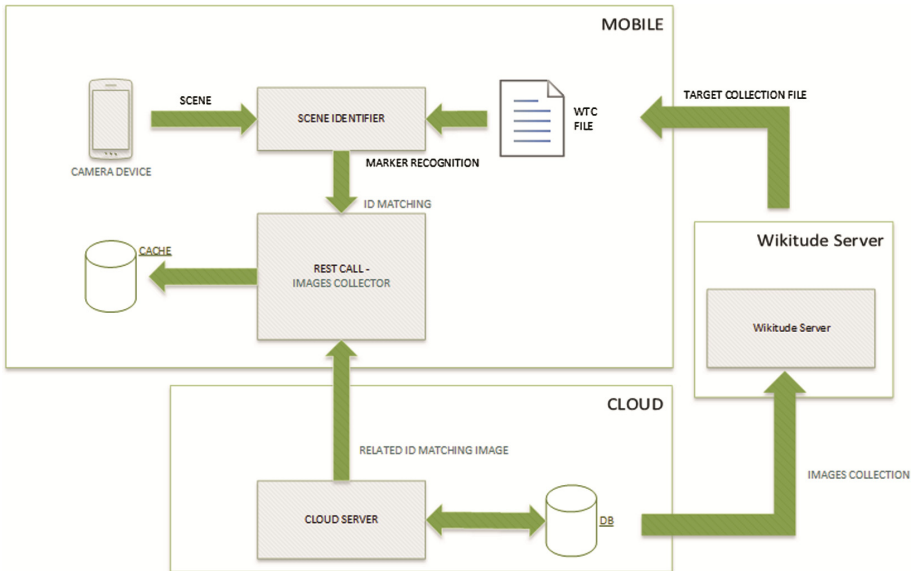 MOBILE
SCENE
TARGET COLLECTION FILE
SCENE IDENTIFIER
WTC
FILE
CAMERA DEVICE
MARKER RECOGNITION
ID MATCHING
CACHE
REST CALL -
IMAGES COLLECTOR
Wikitude Server
Wikitude Server
CLOUD
RELATED ID MATCHING IMAGE
IMAGES COLLECTION
CLOUD SERVER
DB